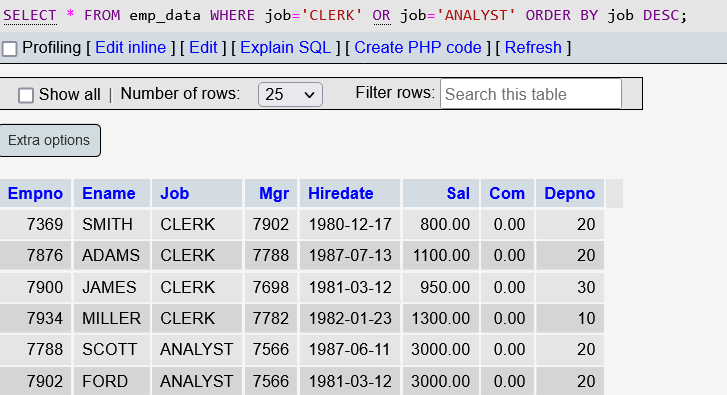 SELECT * FROM emp_data WHERE job='CLERK' OR job='ANALYST' ORDER BY job DESC;
Profiling [ Edit inline ] [ Edit ] [ Explain SQL ] [ Create PHP code ] [ Refresh ]
Show all | Number of rows: 25 Filter rows: Search this table
Extra options
Empno Ename Job Mgr Hiredate Sal Com Depno
7369 SMITH CLERK 7902 1980-12-17 800.00 0.00 20
7876 ADAMS CLERK 7788 1987-07-13 1100.00 0.00 20
7900 JAMES CLERK 7698 1981-03-12 950.00 0.00 30
7934 MILLER CLERK 7782 1982-01-23 1300.00 0.00 10
7788 SCOTT ANALYST 7566 1987-06-11 3000.00 0.00 20
7902 FORD ANALYST 7566 1981-03-12 3000.00 0.00 20